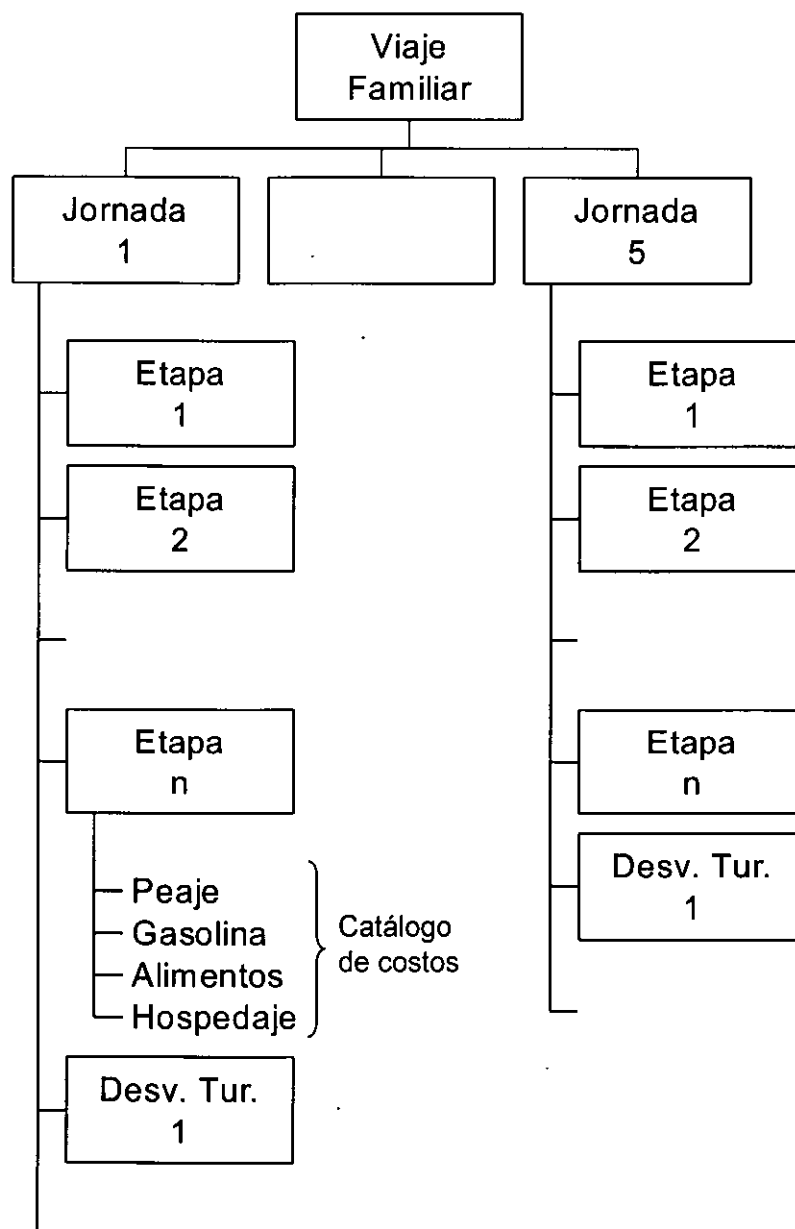 Viaje
Familiar
Jornada
1
Jornada
5
Etapa
1
Etapa
2
Etapa
n
Peaje
Gasolina
Alimentos
Hospedaje
Catálogo
de costos
Desv. Tur.
1
Etapa
1
Etapa
2
Etapa
n
Desv. Tur.
1